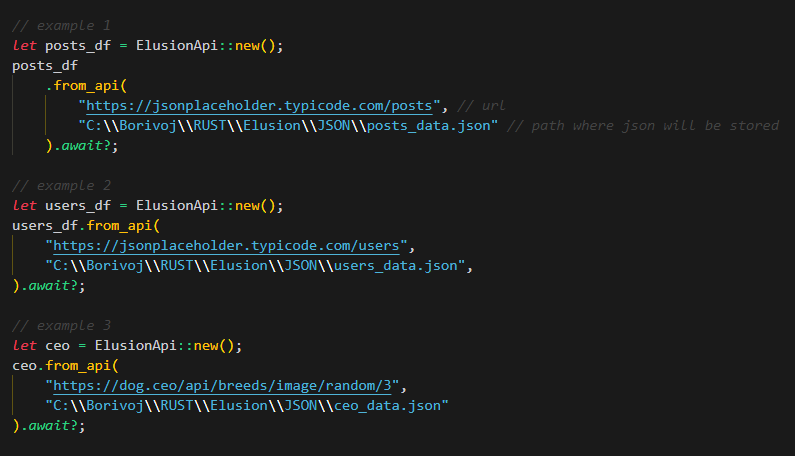 // example 1
let posts_df = ElusionApi::new();
posts_df
    .from_api(
        "https://jsonplaceholder.typicode.com/posts", // url
        "C:\\Borivoj\\RUST\\Elusion\\JSON\\posts_data.json" // path where json will be stored
    ).await?;

// example 2
let users_df = ElusionApi::new();
users_df.from_api(
    "https://jsonplaceholder.typicode.com/users",
    "C:\\Borivoj\\RUST\\Elusion\\JSON\\users_data.json",
).await?;

// example 3
let ceo = ElusionApi::new();
ceo.from_api(
    "https://dog.ceo/api/breeds/image/random/3",
    "C:\\Borivoj\\RUST\\Elusion\\JSON\\ceo_data.json"
).await?;